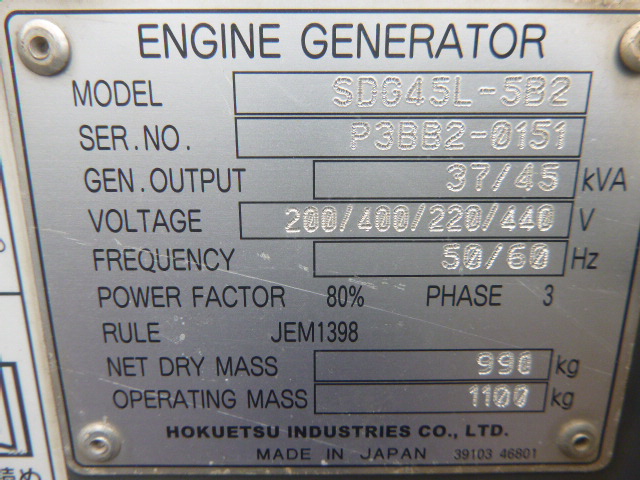 ENGINE GENERATOR
MODEL SDG45L-5B2
SER.NO. P3BB2-0151
GEN.OUTPUT 37/45 kVA
VOLTAGE 200/400/220/440 V
FREQUENCY 50/60 Hz
POWER FACTOR 80% PHASE 3
RULE JEM1398
NET DRY MASS 990 kg
OPERATING MASS 1100 kg
HOKUETSU INDUSTRIES CO., LTD.
MADE IN JAPAN 39103 46801